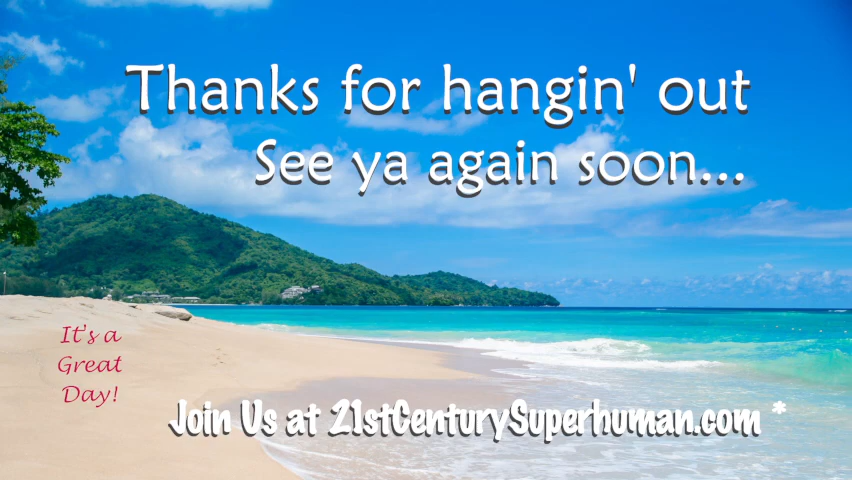 Thanks for hangin' out
See ya again soon...
It's a
Great
Day!
Join Us at 21stCenturySuperhuman.com *